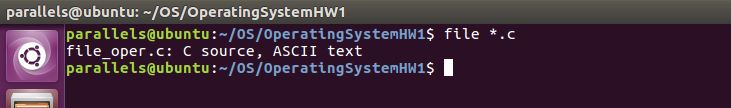 parallels@ubuntu: ~/OS/OperatingSystemHW1
parallels@ubuntu:~/OS/OperatingSystemHW1$ file *.c
file_oper.c: C source, ASCII text
parallels@ubuntu:~/OS/OperatingSystemHW1$